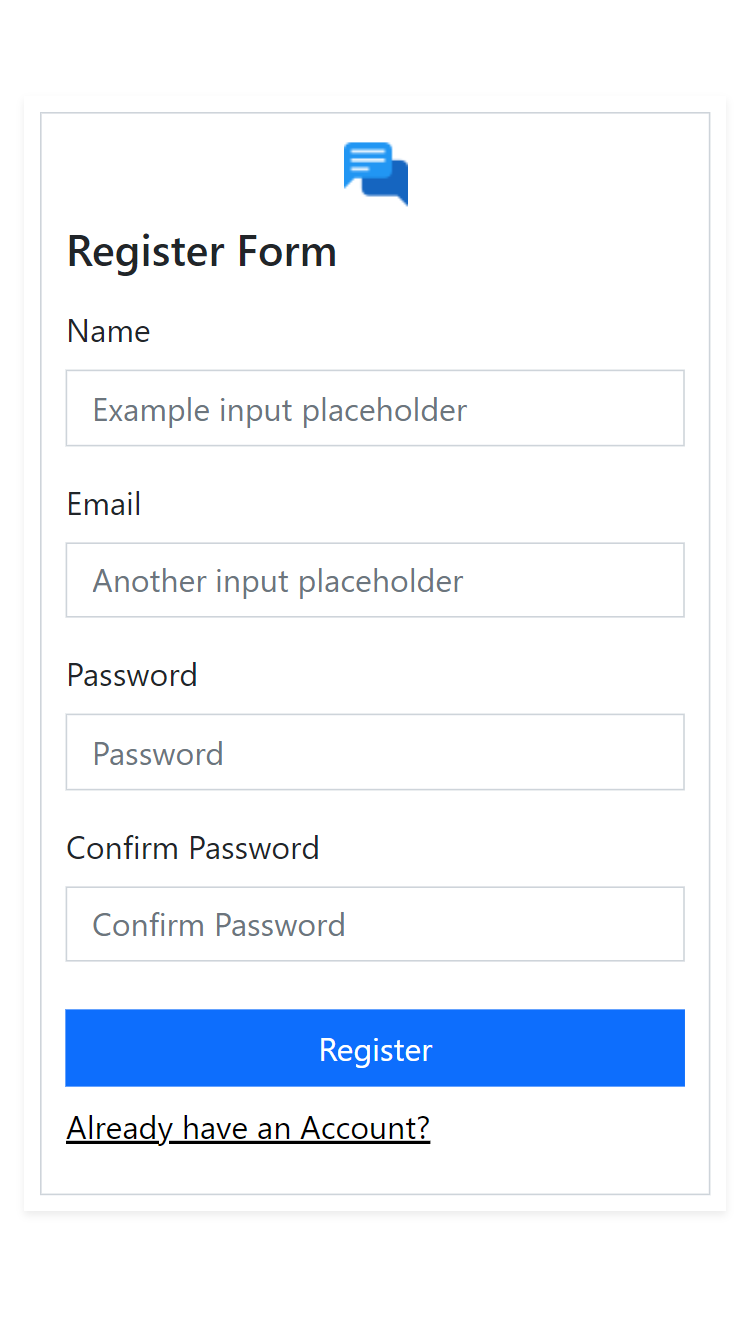 Register Form
Name
Example input placeholder
Email
Another input placeholder
Password
Password
Confirm Password
Confirm Password
Register
Already have an Account?